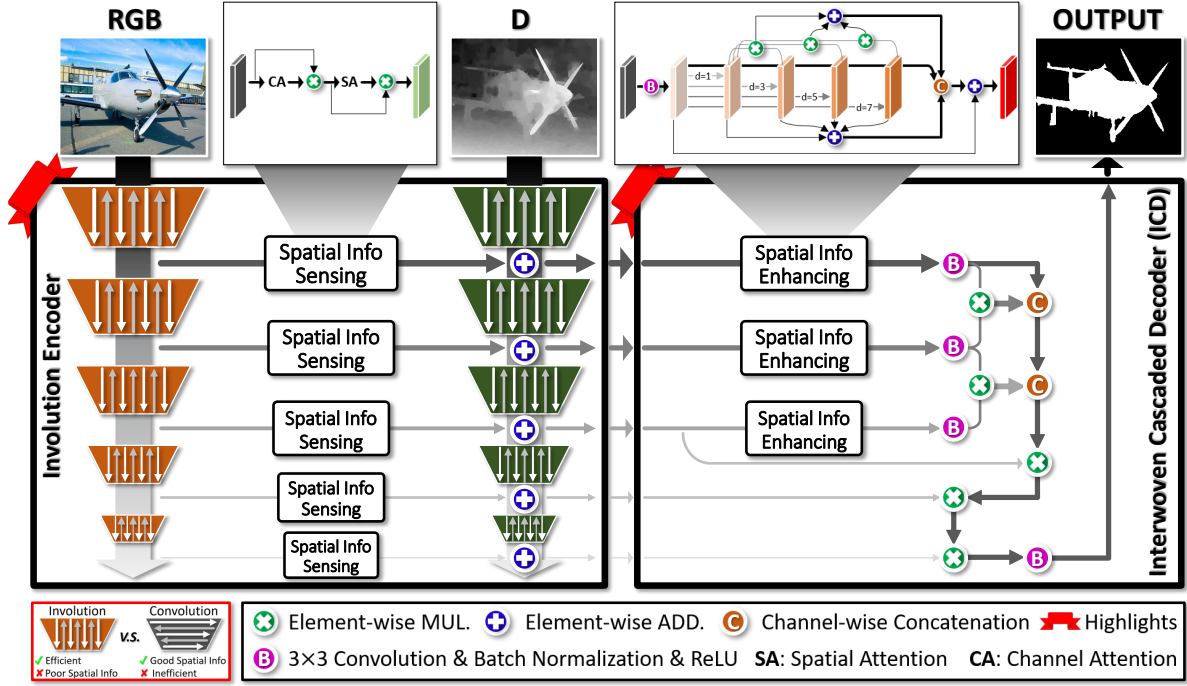 RGB
D
OUTPUT
CA
SA
B
d=1
d=3
d=5
d=7
C
Involution Encoder
Spatial Info
Sensing
Spatial Info
Sensing
Spatial Info
Sensing
Spatial Info
Sensing
Spatial Info
Sensing
Spatial Info
Enhancing
Spatial Info
Enhancing
Spatial Info
Enhancing
B
C
B
C
B
B
Interwoven Cascaded Decoder (ICD)
Involution
V.S.
Convolution
Efficient
Poor Spatial Info
Good Spatial Info
Inefficient
Element-wise MUL.
Element-wise ADD.
C Channel-wise Concatenation
Highlights
B 3×3 Convolution & Batch Normalization & ReLU
SA: Spatial Attention
CA: Channel Attention